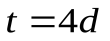 t = 4d